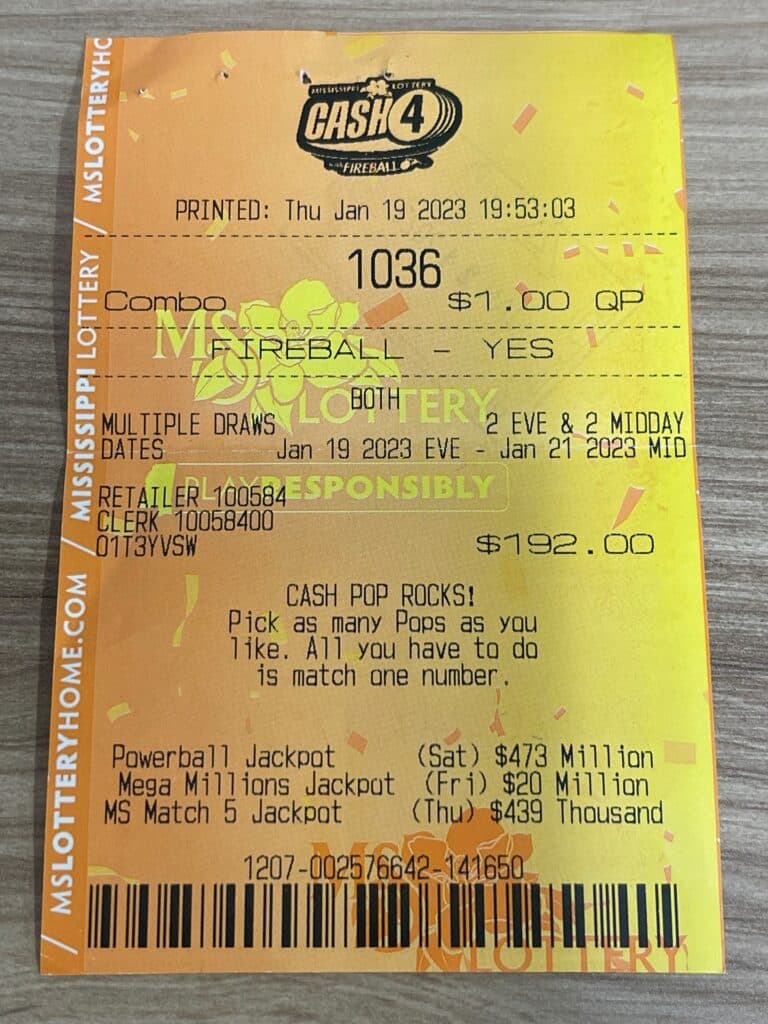 MISSISSIPPI LOTTERY
CASH 4
with FIREBALL
PRINTED: Thu Jan 19 2023 19:53:03
1036
Combo $1.00 QP
FIREBALL - YES
BOTH
MULTIPLE DRAWS 2 EVE & 2 MIDDAY
DATES Jan 19 2023 EVE - Jan 21 2023 MID
RETAILER 100584
CLERK 10058400
01T3YVSW $192.00
CASH POP ROCKS!
Pick as many Pops as you
like. All you have to do
is match one number.
Powerball Jackpot (Sat) $473 Million
Mega Millions Jackpot (Fri) $20 Million
MS Match 5 Jackpot (Thu) $439 Thousand
1207-002576642-141650
MS LOTTERY
PLAY RESPONSIBLY
MS LOTTERY
/ MSLOTTERYHOME.COM / MISSISSIPPI LOTTERY / MSLOTTERYHO